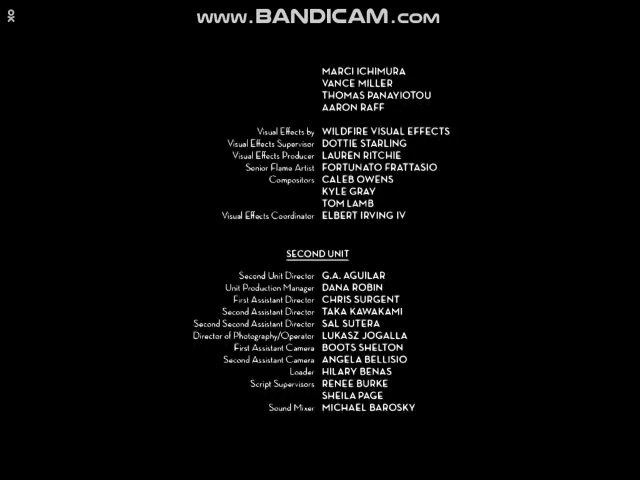 XO
www.BANDICAM.com
MARCI ICHIMURA
VANCE MILLER
THOMAS PANAYIOTOU
AARON RAFF
Visual Effects by WILDFIRE VISUAL EFFECTS
Visual Effects Supervisor DOTTIE STARLING
Visual Effects Producer LAUREN RITCHIE
Senior Flame Artist FORTUNATO FRATTASIO
Compositors CALEB OWENS
KYLE GRAY
TOM LAMB
Visual Effects Coordinator ELBERT IRVING IV
SECOND UNIT
Second Unit Director G.A. AGUILAR
Unit Production Manager DANA ROBIN
First Assistant Director CHRIS SURGENT
Second Assistant Director TAKA KAWAKAMI
Second Second Assistant Director SAL SUTERA
Director of Photography/Operator LUKASZ JOGALLA
First Assistant Camera BOOTS SHELTON
Second Assistant Camera ANGELA BELLISIO
Loader HILARY BENAS
Script Supervisors RENEE BURKE
SHEILA PAGE
Sound Mixer MICHAEL BAROSKY